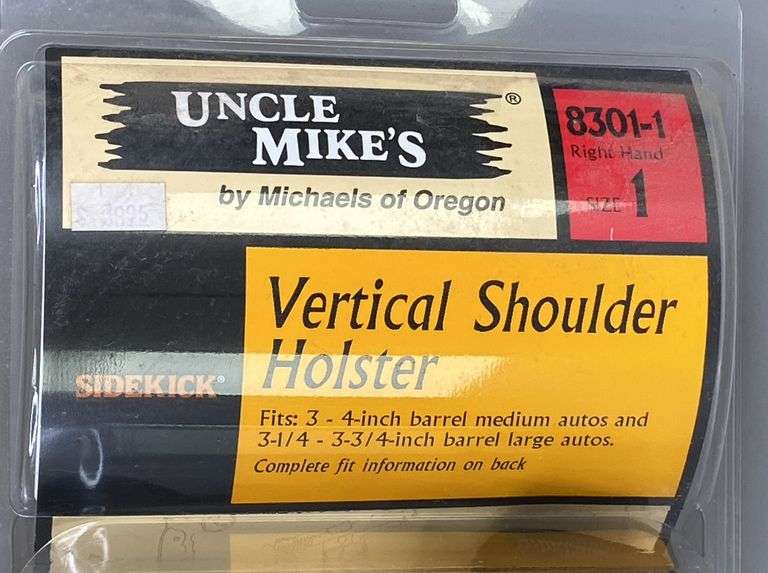 UNCLE
MIKE'S ®
by Michaels of Oregon
8301-1
Right Hand
SIZE 1
Vertical Shoulder
Holster
SIDEKICK®
Fits: 3 - 4-inch barrel medium autos and
3-1/4 - 3-3/4-inch barrel large autos.
Complete fit information on back